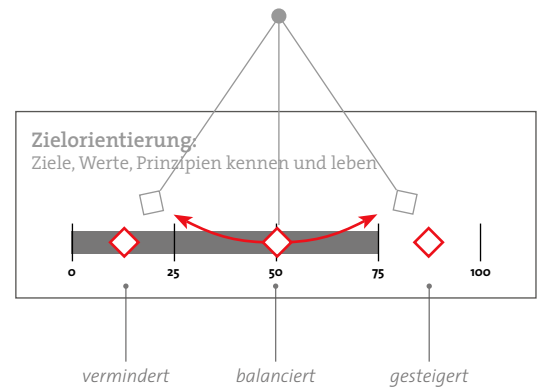 Zielorientierung:
Ziele, Werte, Prinzipien kennen und leben
0 25 50 75 100
vermindert balanciert gesteigert